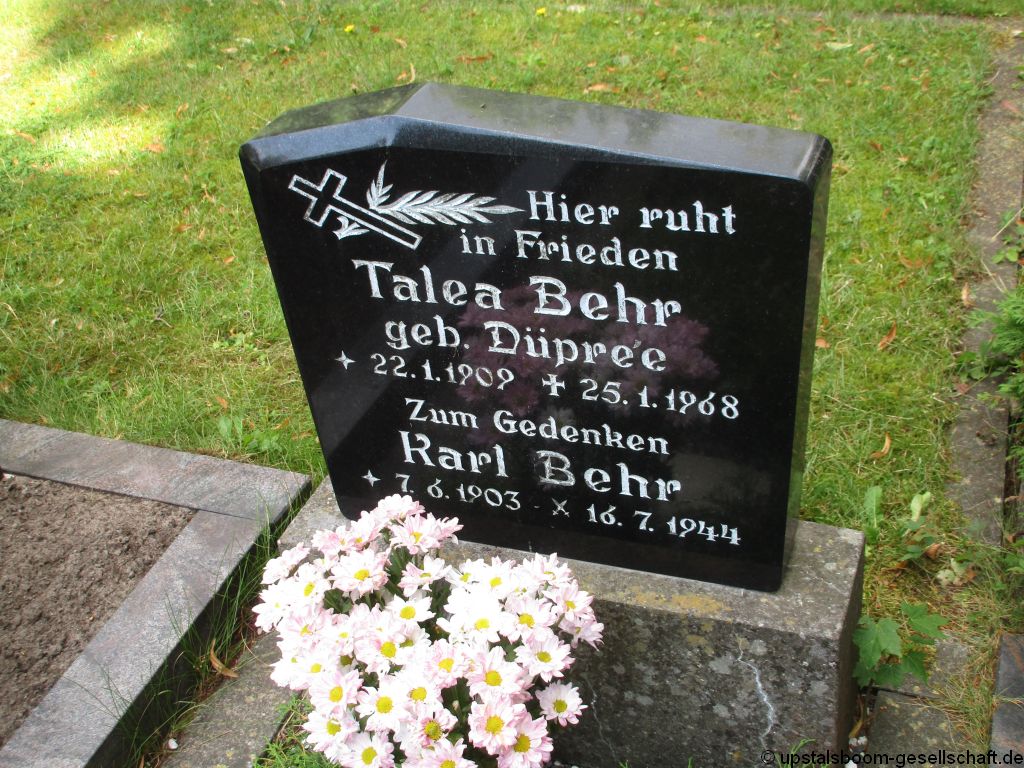 Hier ruht
in Frieden
Talea Behr
geb. Düpreé
✦ 22.1.1909 ✝ 25.1.1968
Zum Gedenken
Karl Behr
✦ 7.6.1903 ⚔ 16.7.1944
© upstalsboom-gesellschaft.de